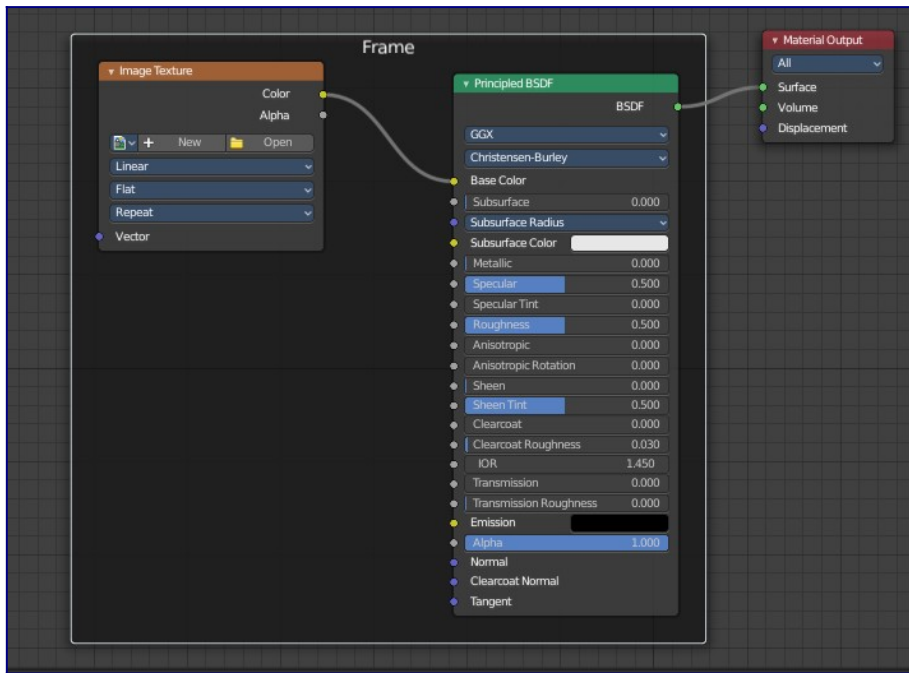 Frame
Image Texture
Color
Alpha
New Open
Linear
Flat
Repeat
Vector
Principled BSDF
BSDF
GGX
Christensen-Burley
Base Color
Subsurface 0.000
Subsurface Radius
Subsurface Color
Metallic 0.000
Specular 0.500
Specular Tint 0.000
Roughness 0.500
Anisotropic 0.000
Anisotropic Rotation 0.000
Sheen 0.000
Sheen Tint 0.500
Clearcoat 0.000
Clearcoat Roughness 0.030
IOR 1.450
Transmission 0.000
Transmission Roughness 0.000
Emission
Alpha 1.000
Normal
Clearcoat Normal
Tangent
Material Output
All
Surface
Volume
Displacement